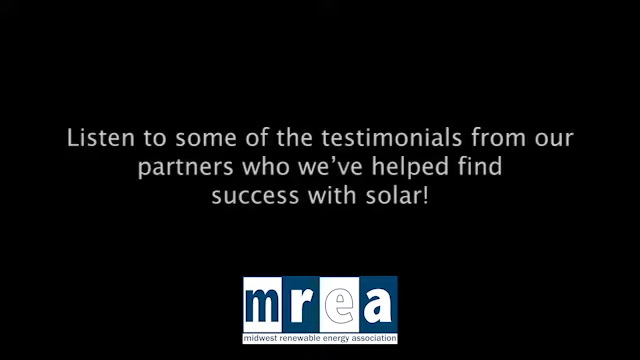 Listen to some of the testimonials from our
partners who we've helped find
success with solar!
mrea
midwest renewable energy association